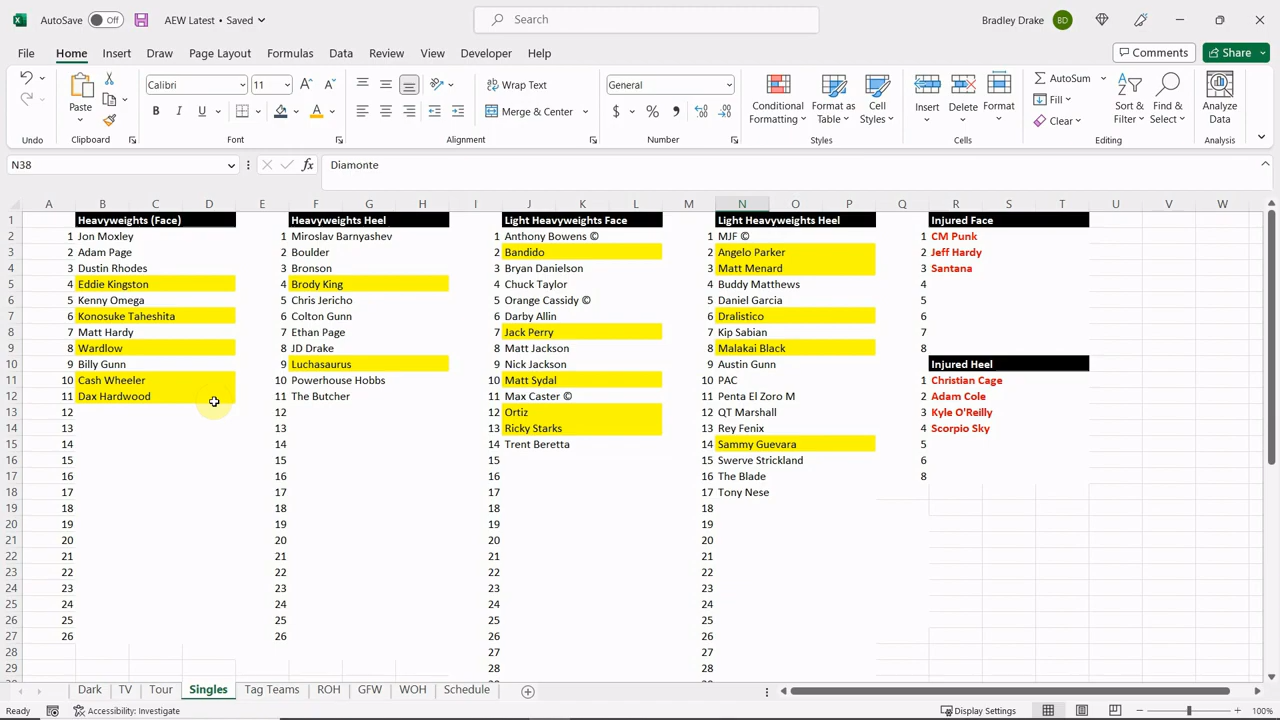 AutoSave Off AEW Latest • Saved Search Bradley Drake BD
File Home Insert Draw Page Layout Formulas Data Review View Developer Help Comments Share
Calibri 11 Wrap Text General AutoSum
Paste B I U Merge & Center $ % Conditional Formatting Format as Table Cell Styles Insert Delete Format Fill Sort & Filter Find & Select Analyze Data
Clear
Undo Clipboard Font Alignment Number Styles Cells Editing Analysis
N38 fx Diamonte
A B C D E F G H I J K L M N O P Q R S T U V W
1 Heavyweights (Face) Heavyweights Heel Light Heavyweights Face Light Heavyweights Heel Injured Face
2 1 Jon Moxley 1 Miroslav Barnyashev 1 Anthony Bowens © 1 MJF © 1 CM Punk
3 2 Adam Page 2 Boulder 2 Bandido 2 Angelo Parker 2 Jeff Hardy
4 3 Dustin Rhodes 3 Bronson 3 Bryan Danielson 3 Matt Menard 3 Santana
5 4 Eddie Kingston 4 Brody King 4 Chuck Taylor 4 Buddy Matthews 4
6 5 Kenny Omega 5 Chris Jericho 5 Orange Cassidy © 5 Daniel Garcia 5
7 6 Konosuke Taheshita 6 Colton Gunn 6 Darby Allin 6 Dralistico 6
8 7 Matt Hardy 7 Ethan Page 7 Jack Perry 7 Kip Sabian 7
9 8 Wardlow 8 JD Drake 8 Matt Jackson 8 Malakai Black 8
10 9 Billy Gunn 9 Luchasaurus 9 Nick Jackson 9 Austin Gunn Injured Heel
11 10 Cash Wheeler 10 Powerhouse Hobbs 10 Matt Sydal 10 PAC 1 Christian Cage
12 11 Dax Hardwood 11 The Butcher 11 Max Caster © 11 Penta El Zoro M 2 Adam Cole
13 12 12 12 Ortiz 12 QT Marshall 3 Kyle O'Reilly
14 13 13 13 Ricky Starks 13 Rey Fenix 4 Scorpio Sky
15 14 14 14 Trent Beretta 14 Sammy Guevara 5
16 15 15 15 15 Swerve Strickland 6
17 16 16 16 16 The Blade 8
18 17 17 17 17 Tony Nese
19 18 18 18 18
20 19 19 19 19
21 20 20 20 20
22 21 21 21 21
23 22 22 22 22
24 23 23 23 23
25 24 24 24 24
26 25 25 25 25
27 26 26 26 26
28 27 27
29 28 28
Dark TV Tour Singles Tag Teams ROH GFW WOH Schedule
Ready Accessibility: Investigate Display Settings 100%